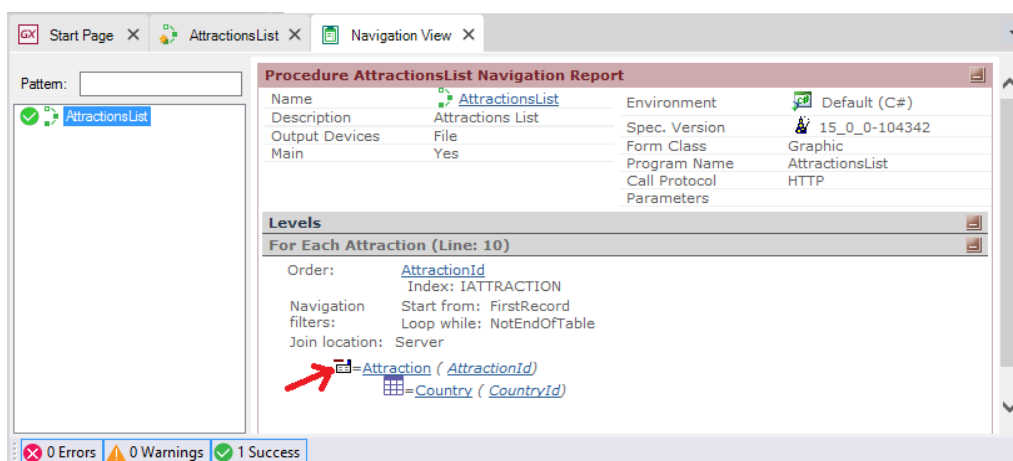 GX Start Page AttractionsList Navigation View
Pattern:
AttractionsList
Procedure AttractionsList Navigation Report
Name AttractionsList
Description Attractions List
Output Devices File
Main Yes
Environment Default (C#)
Spec. Version 15_0_0-104342
Form Class Graphic
Program Name AttractionsList
Call Protocol HTTP
Parameters
Levels
For Each Attraction (Line: 10)
Order: AttractionId
Index: IATTRACTION
Navigation Start from: FirstRecord
filters: Loop while: NotEndOfTable
Join location: Server
=Attraction ( AttractionId)
=Country ( CountryId)
0 Errors 0 Warnings 1 Success